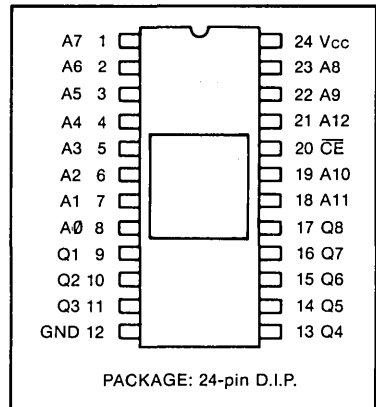 A7 1 24 Vcc
A6 2 23 A8
A5 3 22 A9
A4 4 21 A12
A3 5 20 C̅E̅
A2 6 19 A10
A1 7 18 A11
AØ 8 17 Q8
Q1 9 16 Q7
Q2 10 15 Q6
Q3 11 14 Q5
GND 12 13 Q4
PACKAGE: 24-pin D.I.P.